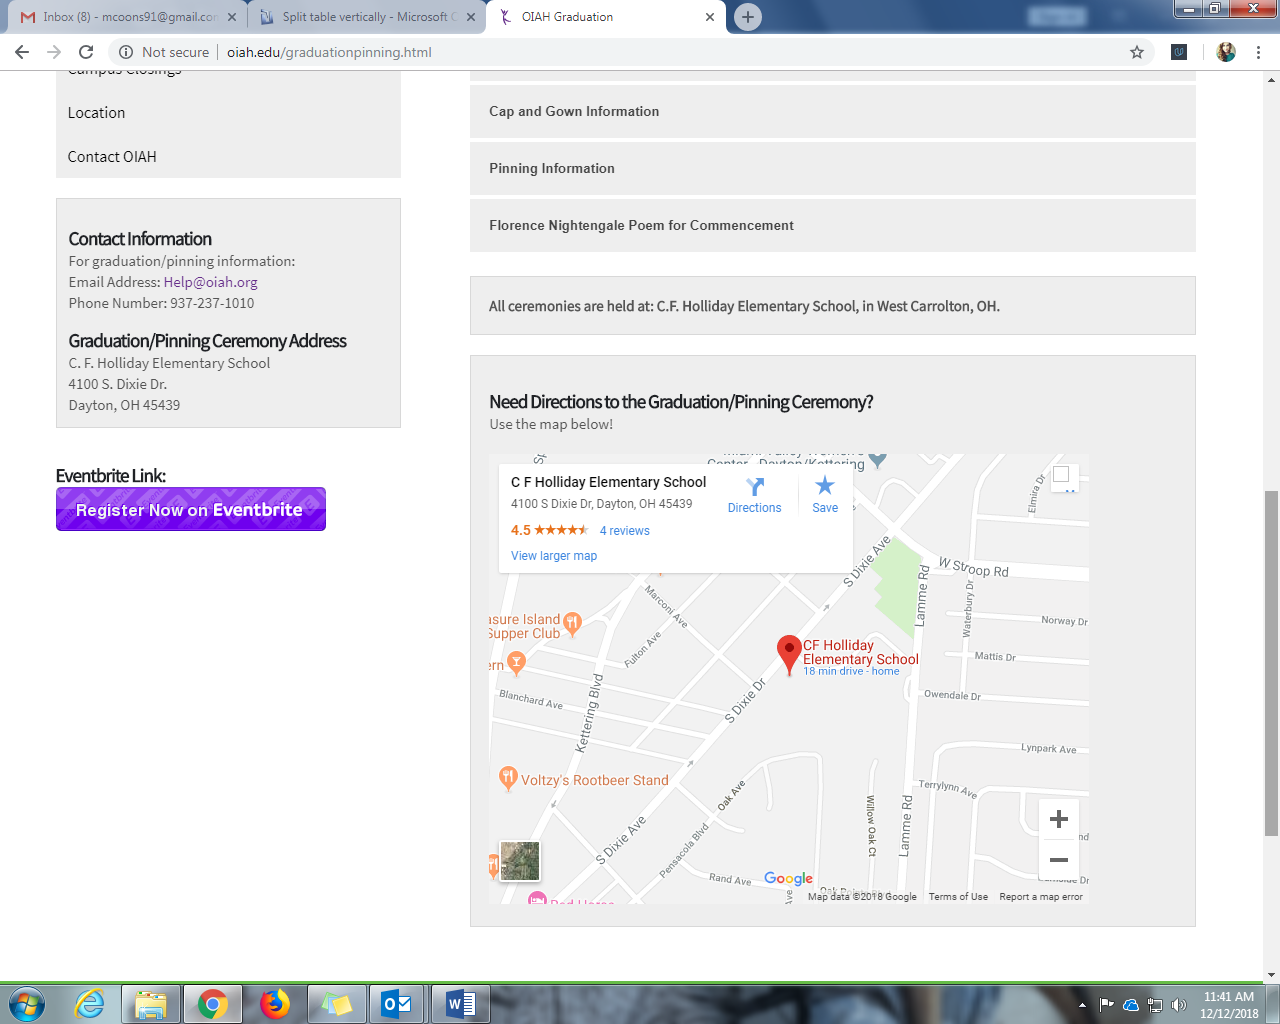 Inbox (8) - mcoons91@gmail.com
Split table vertically - Microsoft
OIAH Graduation
Not secure | oiah.edu/graduationpinning.html
Campus Closings
Location
Contact OIAH
Contact Information
For graduation/pinning information:
Email Address: Help@oiah.org
Phone Number: 937-237-1010
Graduation/Pinning Ceremony Address
C. F. Holliday Elementary School
4100 S. Dixie Dr.
Dayton, OH 45439
Eventbrite Link:
Register Now on Eventbrite
Cap and Gown Information
Pinning Information
Florence Nightengale Poem for Commencement
All ceremonies are held at: C.F. Holliday Elementary School, in West Carrolton, OH.
Need Directions to the Graduation/Pinning Ceremony?
Use the map below!
Center - Dayton/Kettering
C F Holliday Elementary School
4100 S Dixie Dr, Dayton, OH 45439
4.5 4 reviews
View larger map
Directions
Save
Elmira Dr
S Dixie Ave
W Stroop Rd
Lamme Rd
Waterbury Dr
Norway Dr
Marconi Ave
asure Island
Supper Club
Fulton Ave
CF Holliday
Elementary School
18 min drive - home
Mattis Dr
ern
Blanchard Ave
Kettering Blvd
S Dixie Dr
Owendale Dr
Lynpark Ave
Voltzy's Rootbeer Stand
Oak Ave
Terrylynn Ave
Willow Oak Ct
Lamme Rd
S Dixie Ave
Pensacola Blvd
Rand Ave
nd
Google
Map data ©2018 Google Terms of Use Report a map error
11:41 AM
12/12/2018